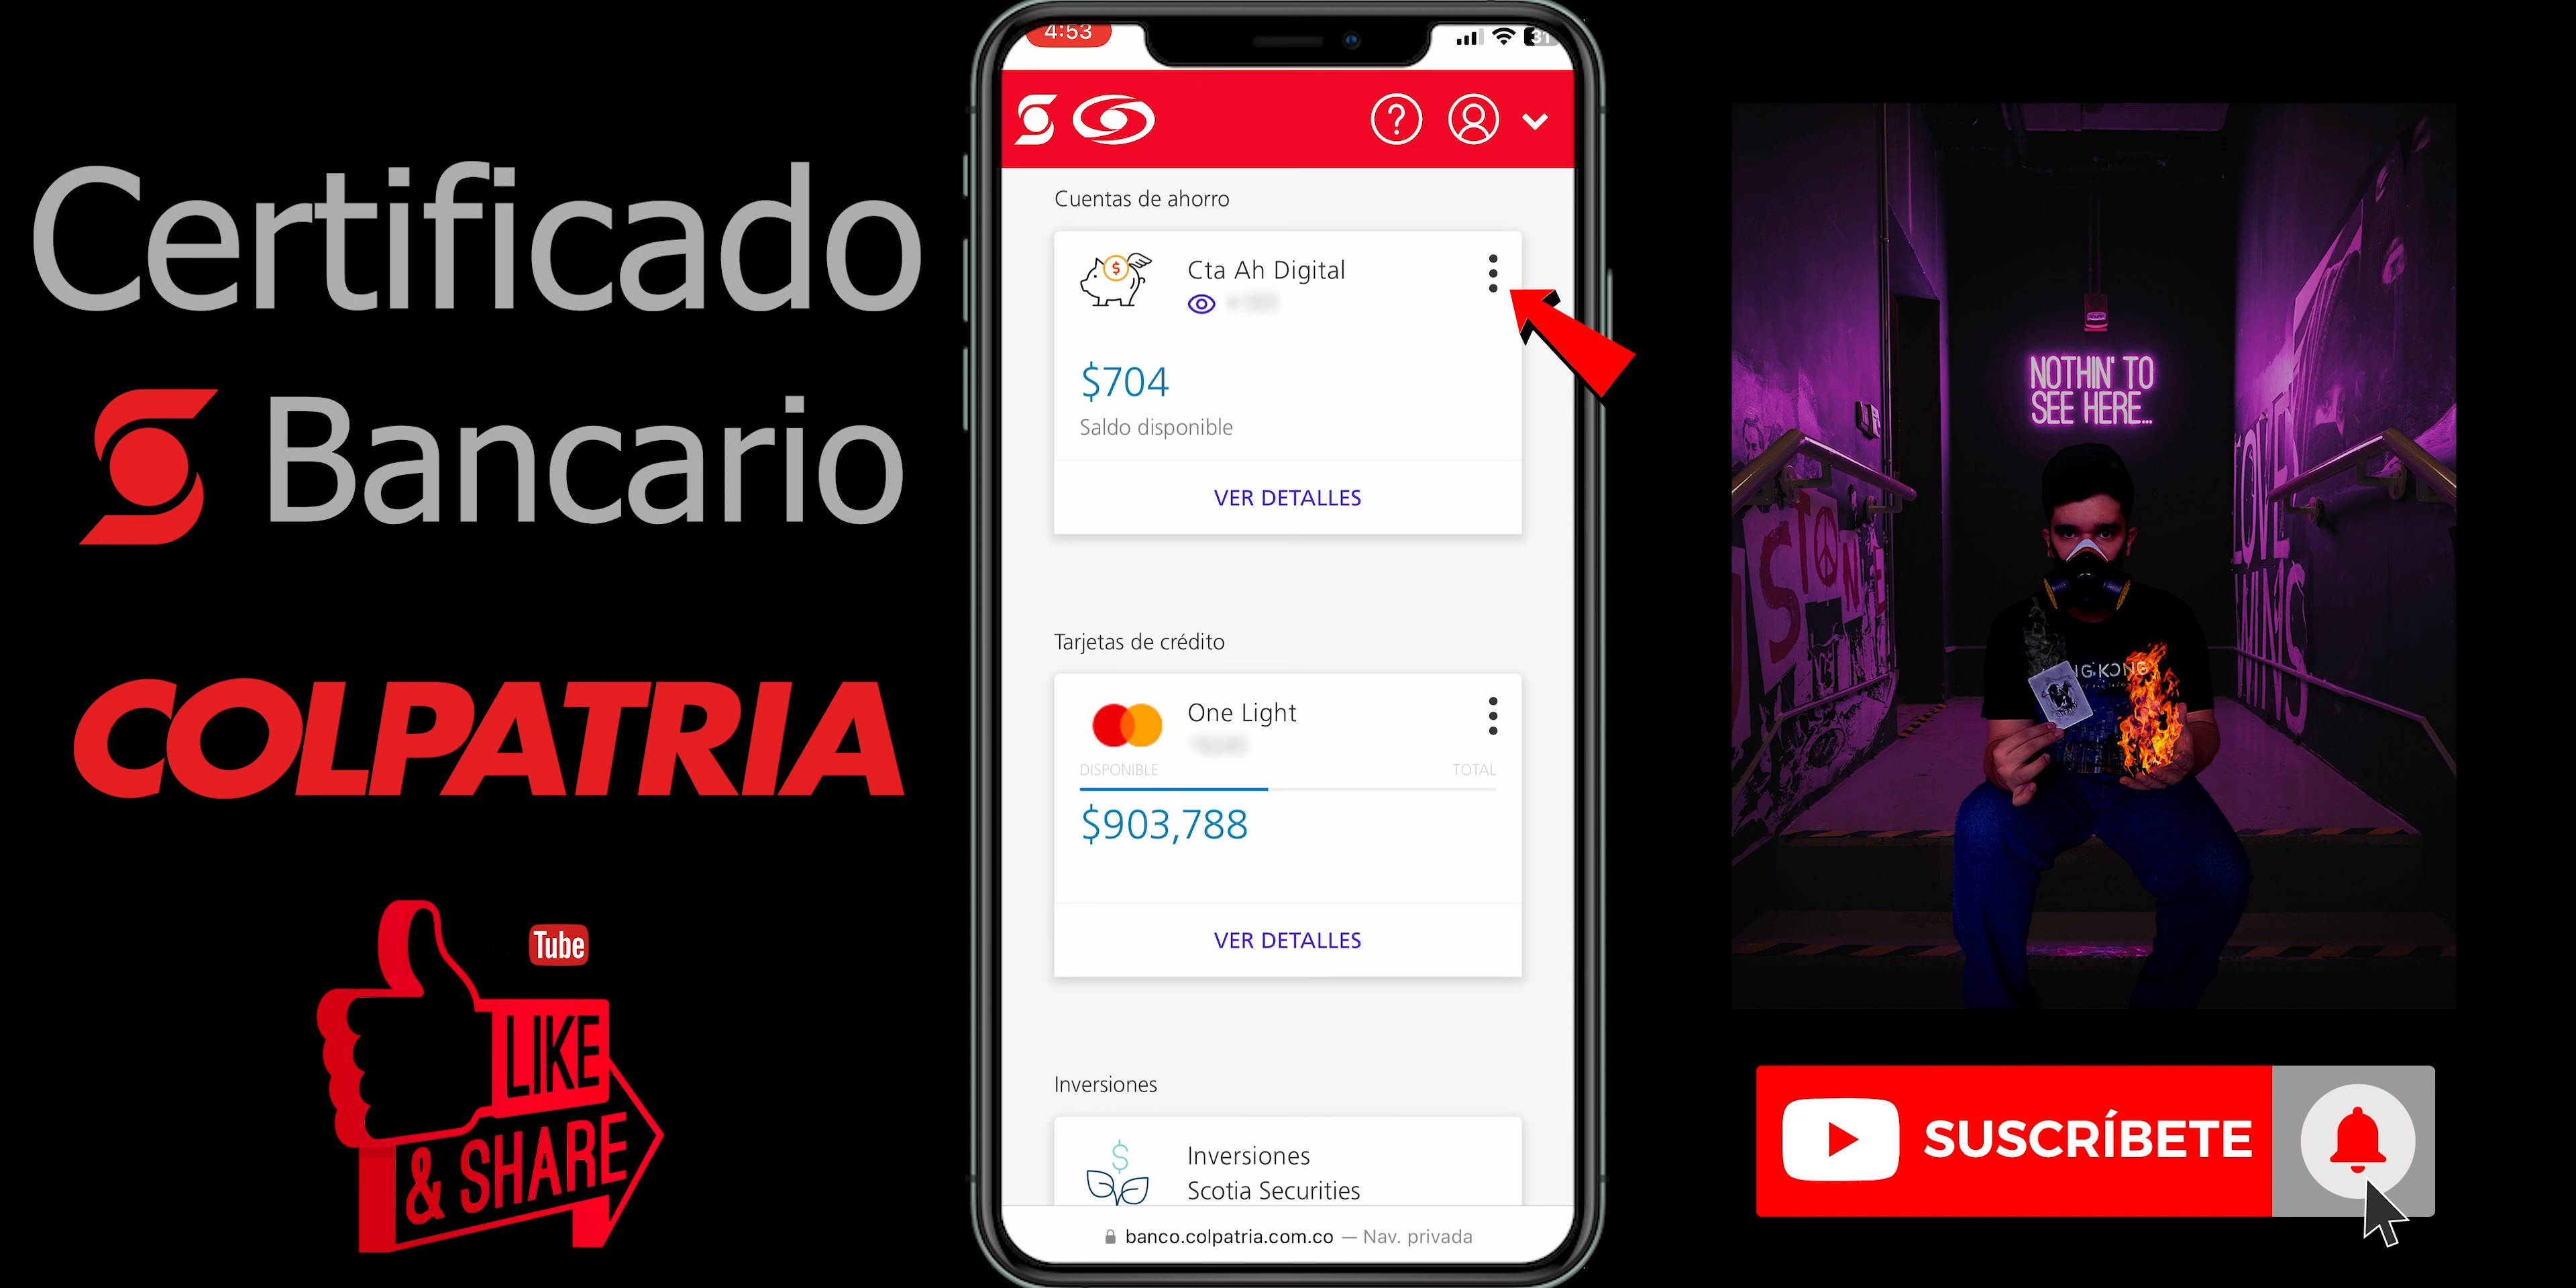 Certificado
Bancario
COLPATRIA
Tube
LIKE
& SHARE
4:53
31
Cuentas de ahorro
Cta Ah Digital
$704
Saldo disponible
VER DETALLES
Tarjetas de crédito
One Light
DISPONIBLE
TOTAL
$903,788
VER DETALLES
Inversiones
Inversiones
Scotia Securities
banco.colpatria.com.co — Nav. privada
NOTHIN' TO
SEE HERE...
SUSCRÍBETE